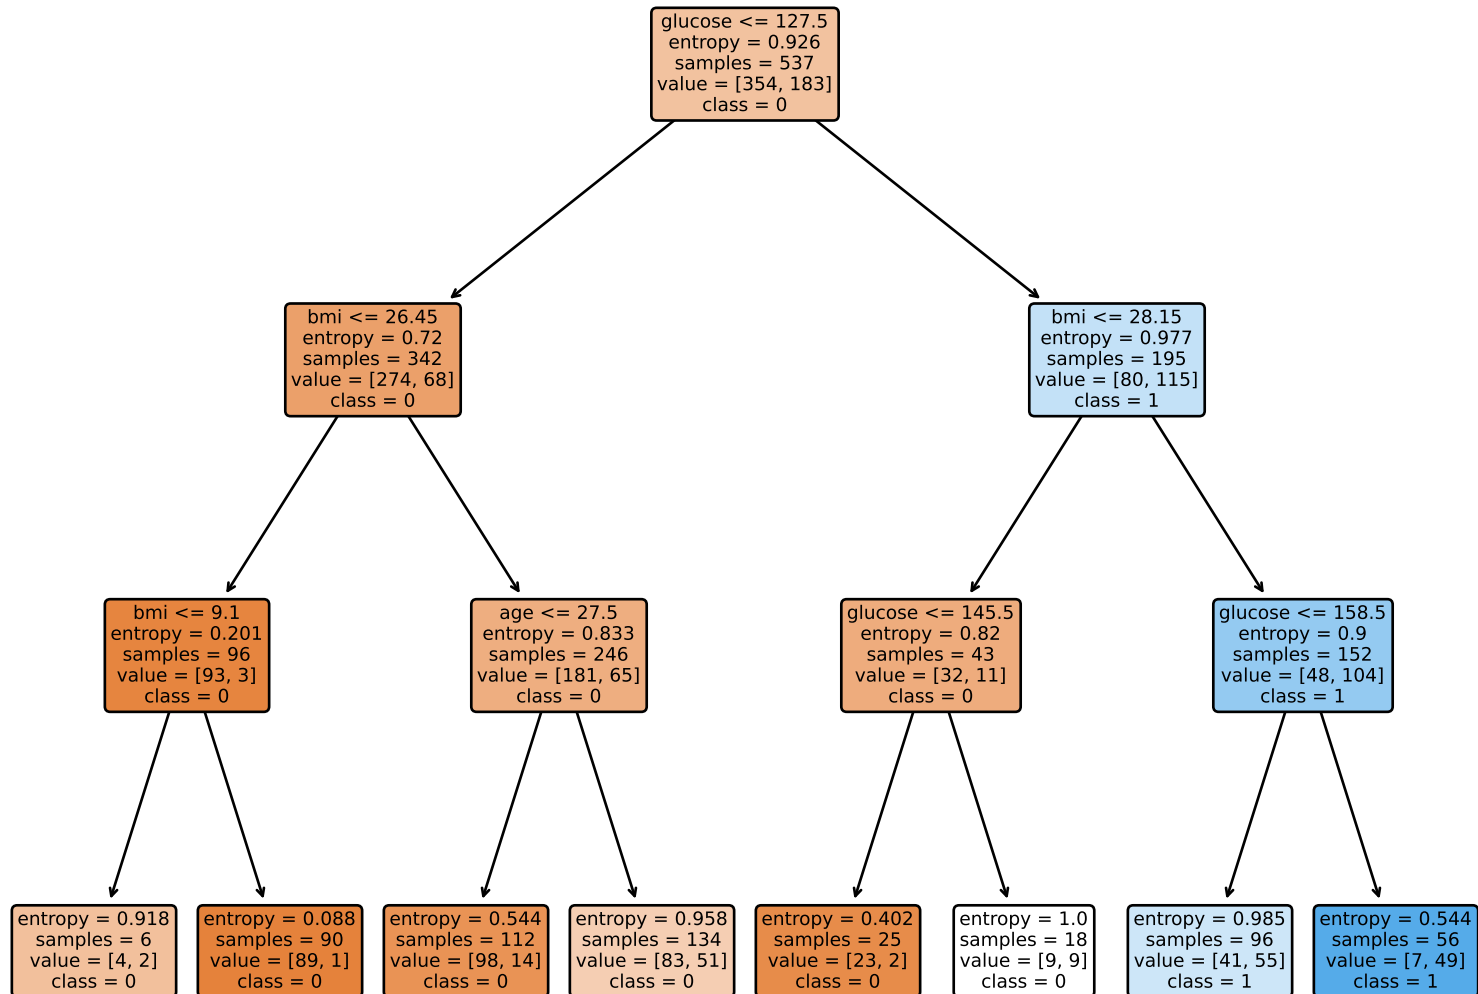 glucose <= 127.5
entropy = 0.926
samples = 537
value = [354, 183]
class = 0
bmi <= 26.45
entropy = 0.72
samples = 342
value = [274, 68]
class = 0
bmi <= 28.15
entropy = 0.977
samples = 195
value = [80, 115]
class = 1
bmi <= 9.1
entropy = 0.201
samples = 96
value = [93, 3]
class = 0
age <= 27.5
entropy = 0.833
samples = 246
value = [181, 65]
class = 0
glucose <= 145.5
entropy = 0.82
samples = 43
value = [32, 11]
class = 0
glucose <= 158.5
entropy = 0.9
samples = 152
value = [48, 104]
class = 1
entropy = 0.918
samples = 6
value = [4, 2]
class = 0
entropy = 0.088
samples = 90
value = [89, 1]
class = 0
entropy = 0.544
samples = 112
value = [98, 14]
class = 0
entropy = 0.958
samples = 134
value = [83, 51]
class = 0
entropy = 0.402
samples = 25
value = [23, 2]
class = 0
entropy = 1.0
samples = 18
value = [9, 9]
class = 0
entropy = 0.985
samples = 96
value = [41, 55]
class = 1
entropy = 0.544
samples = 56
value = [7, 49]
class = 1